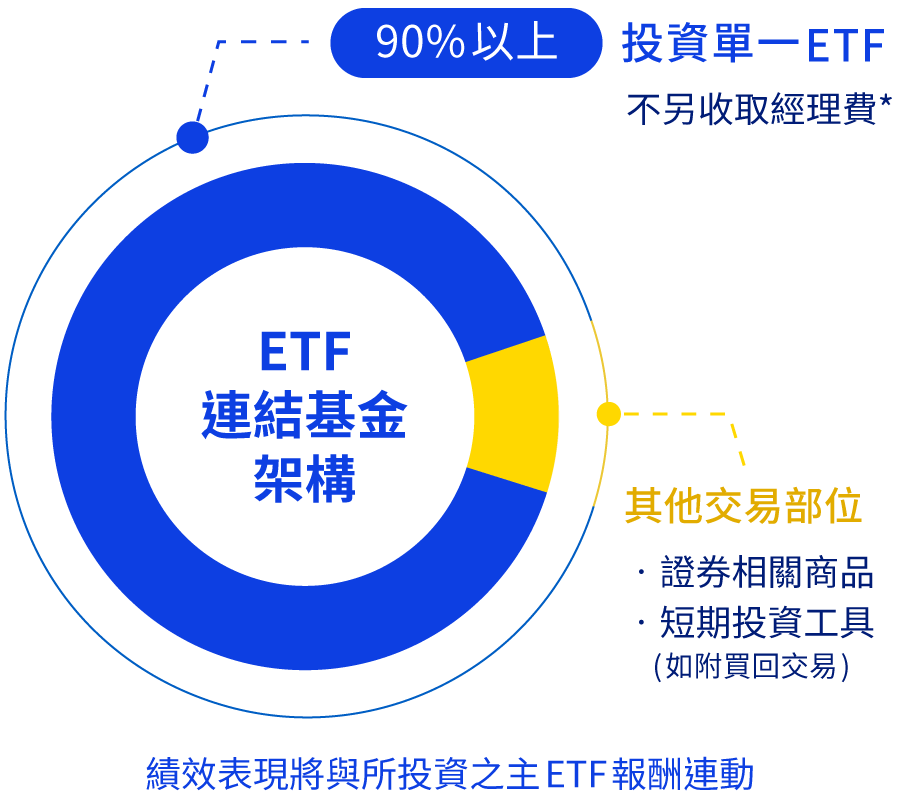 90%以上 投資單一ETF
不另收取經理費*
ETF
連結基金
架構
其他交易部位
・證券相關商品
・短期投資工具
(如附買回交易)
績效表現將與所投資之主ETF報酬連動